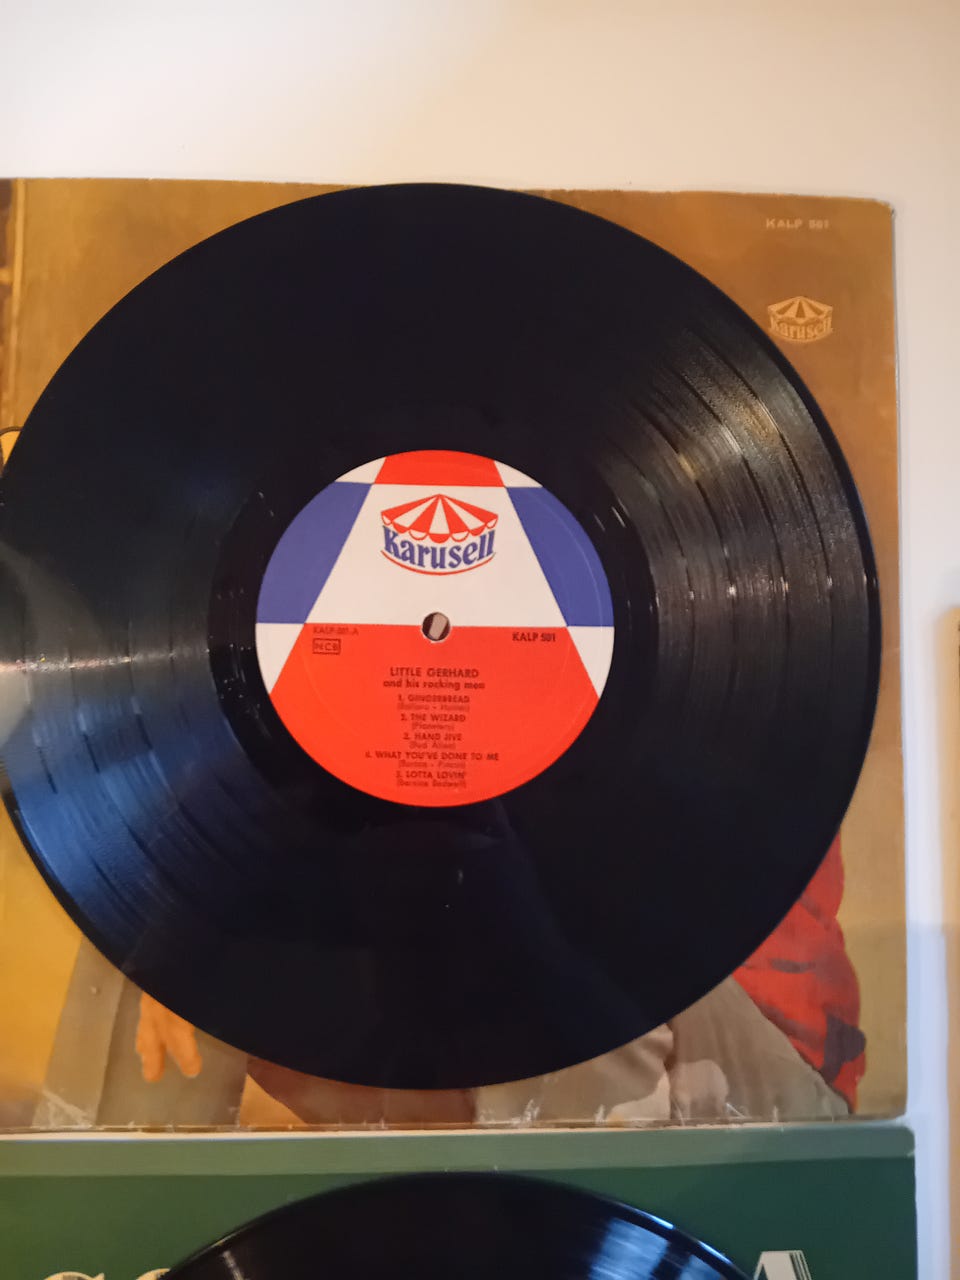 KALP 501
Karusell
Karusell
KALP-501-A
NCB
KALP 501
LITTLE GERHARD
and his rocking men
1. GINGERBREAD
2. THE WIZARD
3. HAND JIVE
4. WHAT YOU'VE DONE TO ME
5. LOTTA LOVIN'